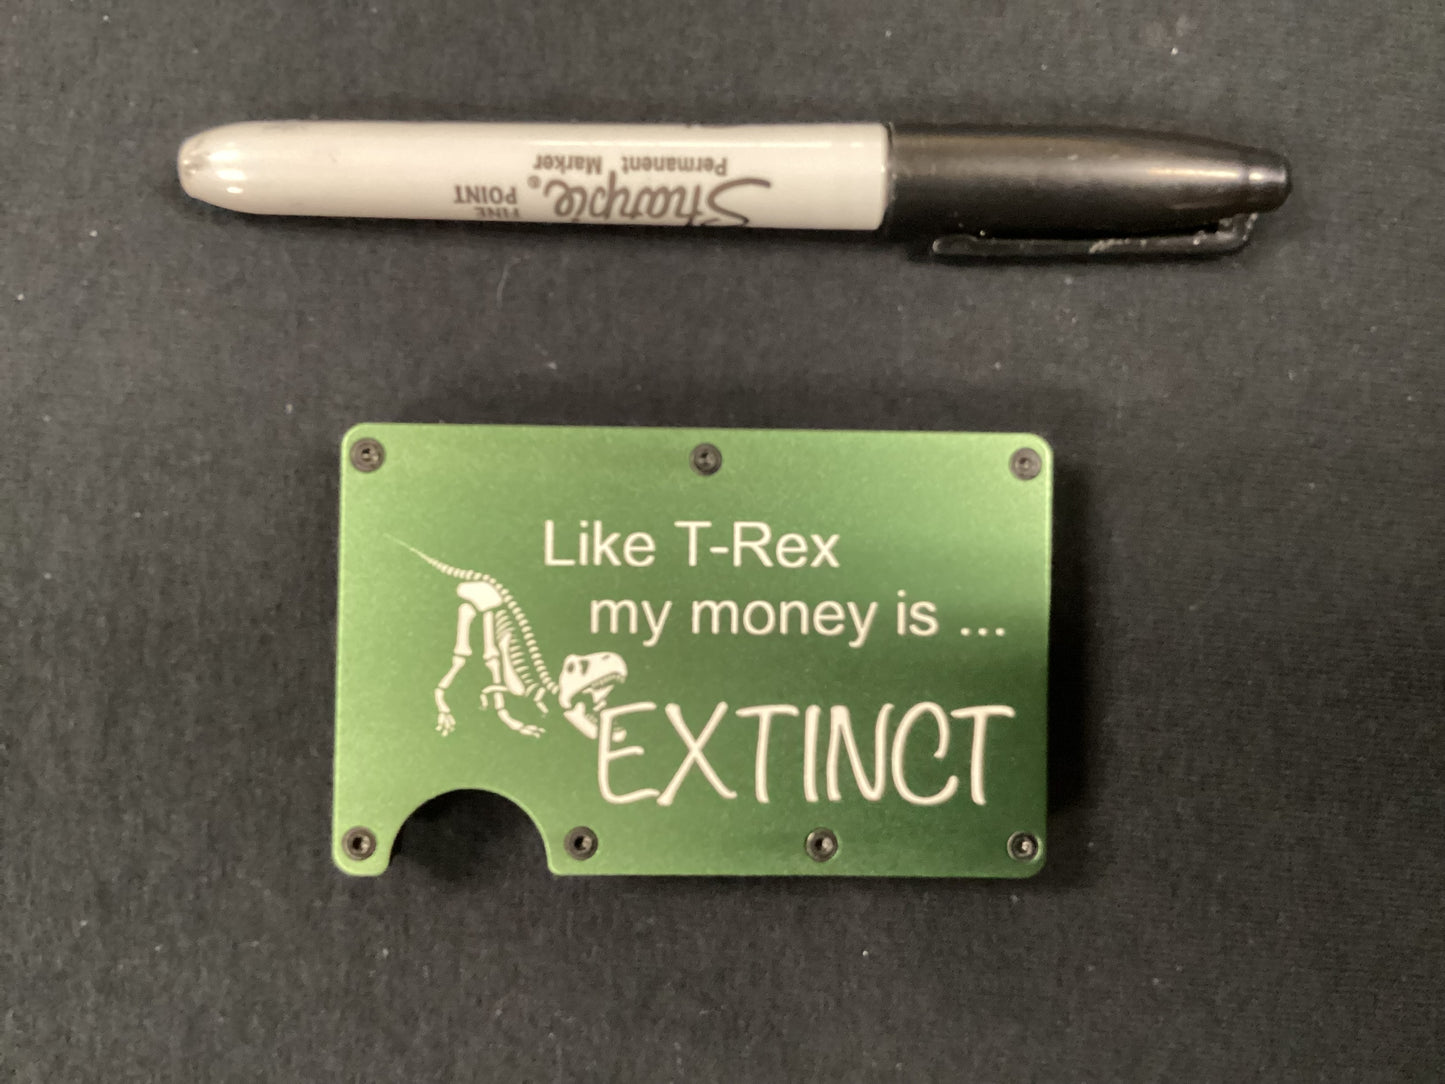 Sharpie®
Permanent Marker
FINE
POINT
Like T-Rex
my money is ...
EXTINCT